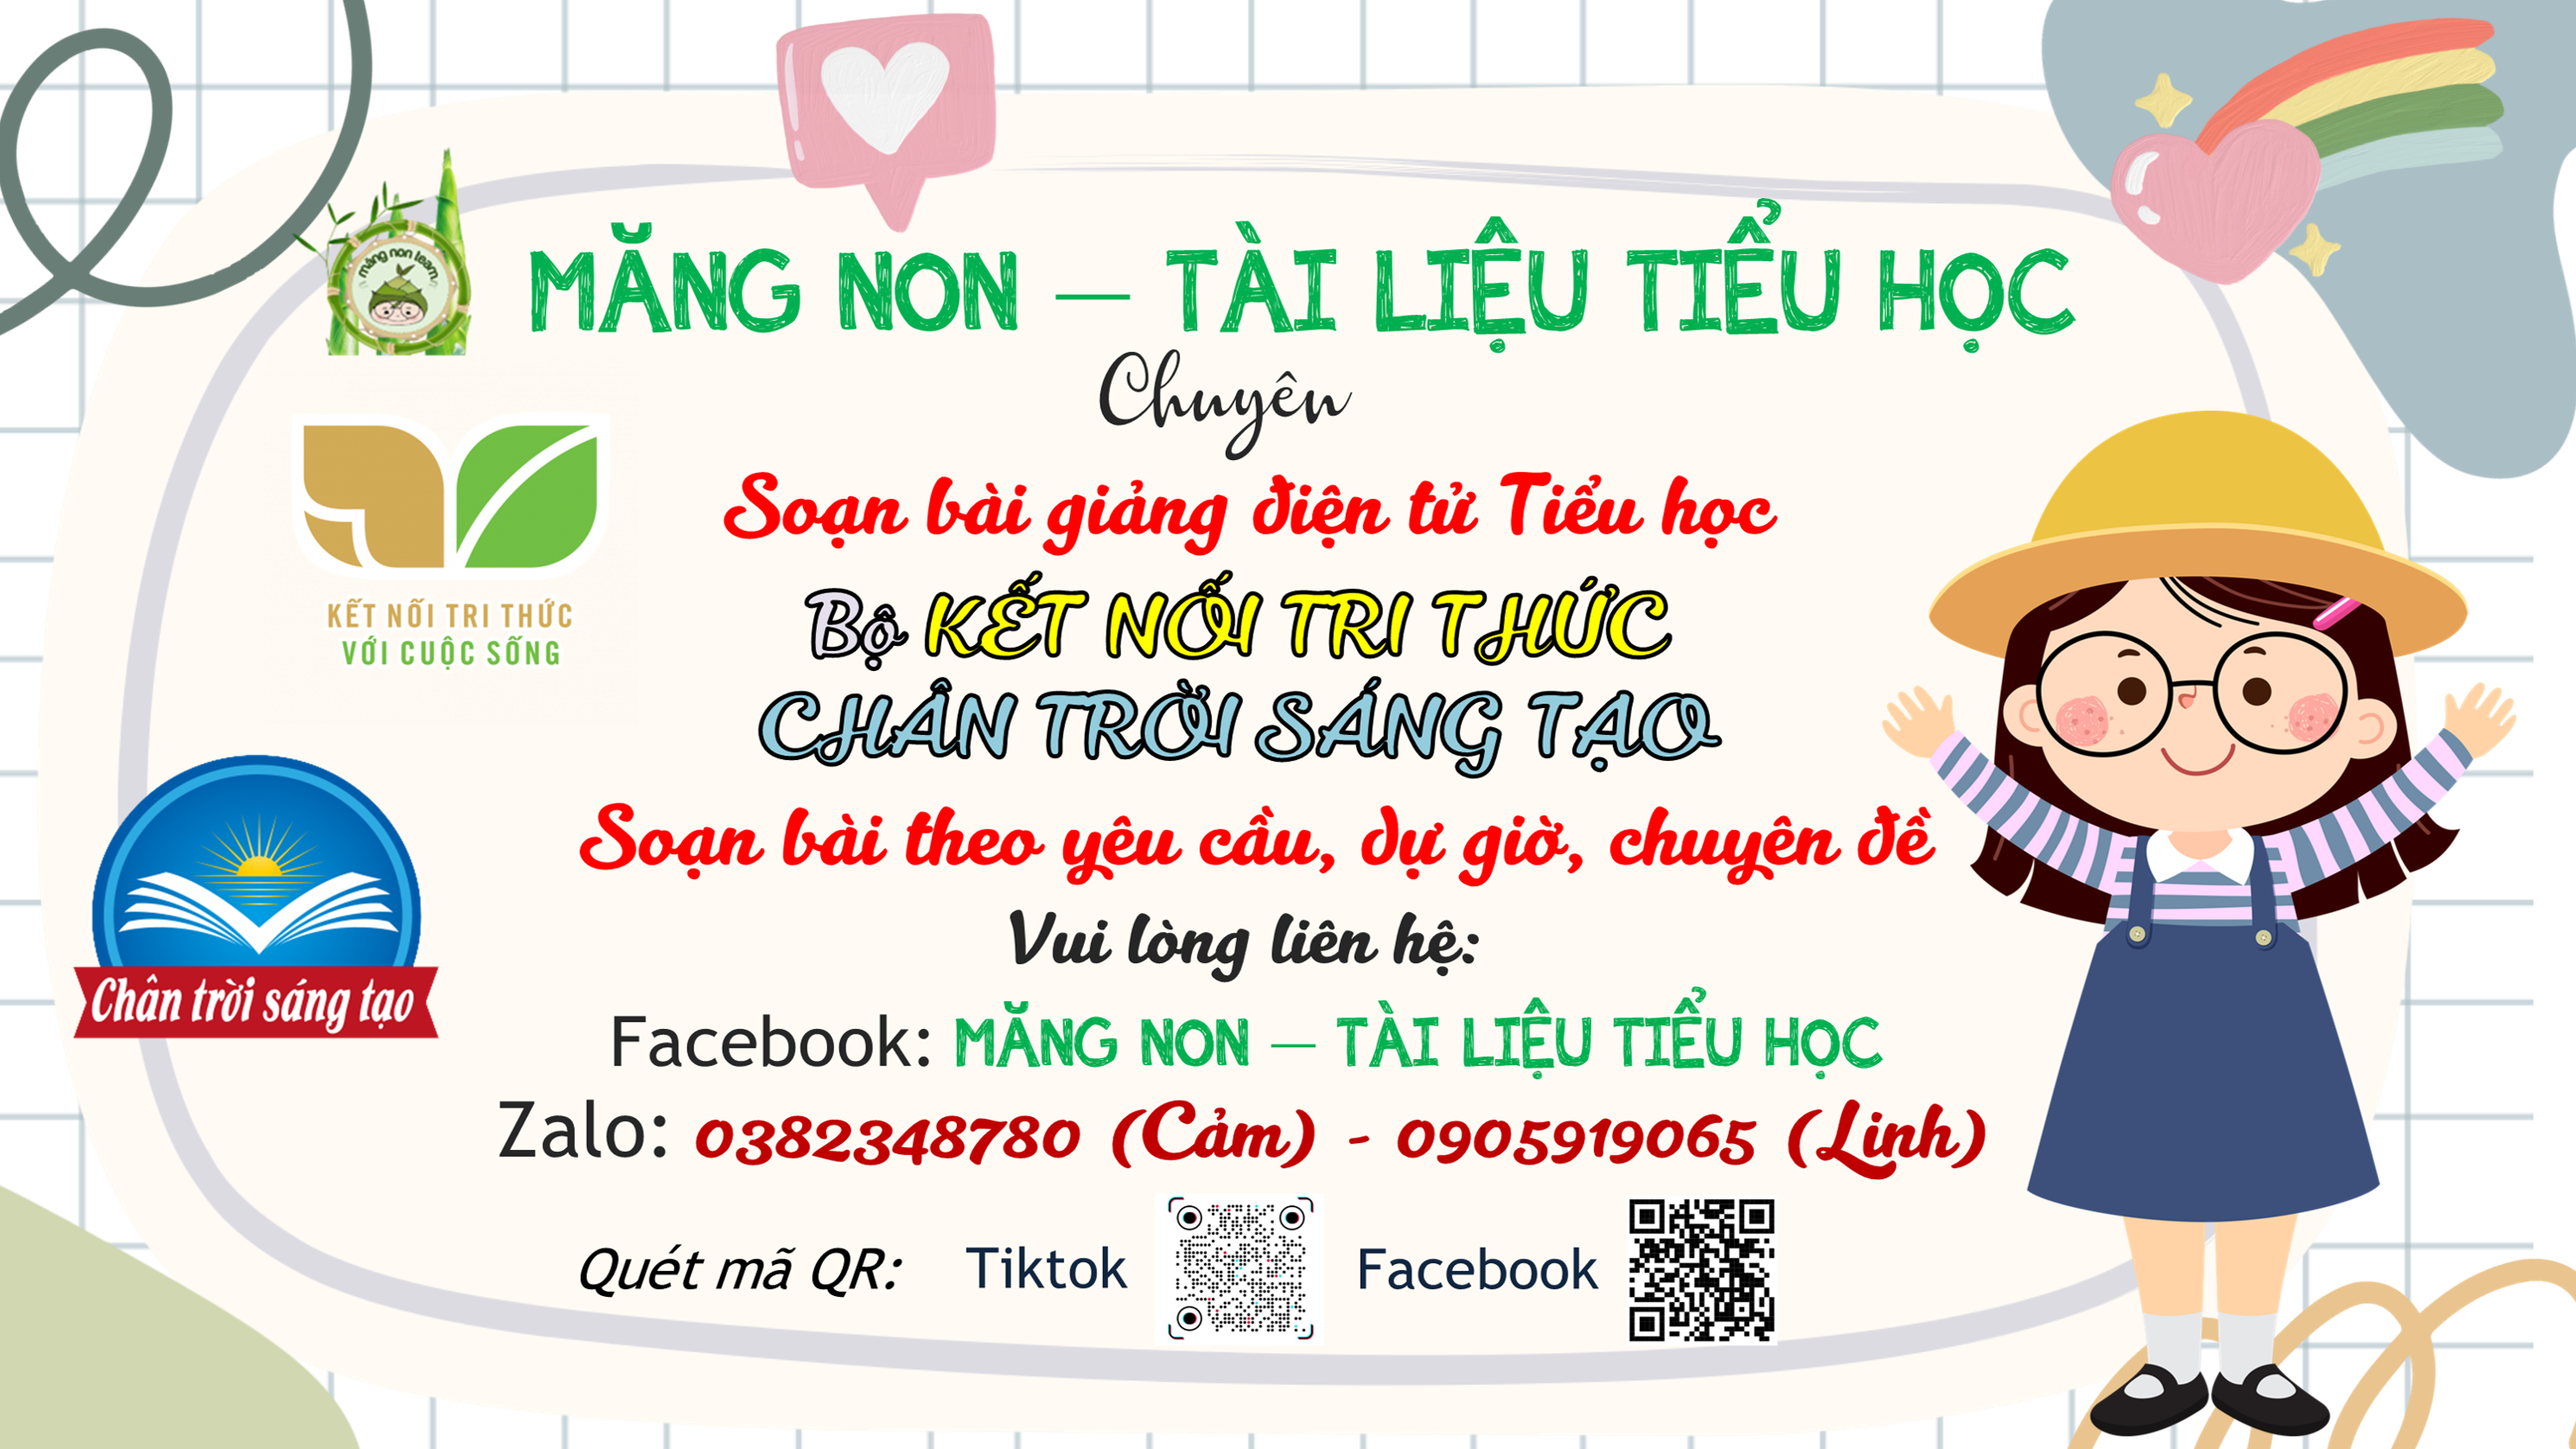 măng non team
MĂNG NON – TÀI LIỆU TIỂU HỌC
Chuyên
Soạn bài giảng điện tử Tiểu học
KẾT NỐI TRI THỨC
VỚI CUỘC SỐNG
Bộ KẾT NỐI TRI THỨC
CHÂN TRỜI SÁNG TẠO
Soạn bài theo yêu cầu, dự giờ, chuyên đề
Vui lòng liên hệ:
Chân trời sáng tạo
Facebook: MĂNG NON – TÀI LIỆU TIỂU HỌC
Zalo: 0382348780 (Cảm) - 0905919065 (Linh)
Quét mã QR: Tiktok Facebook